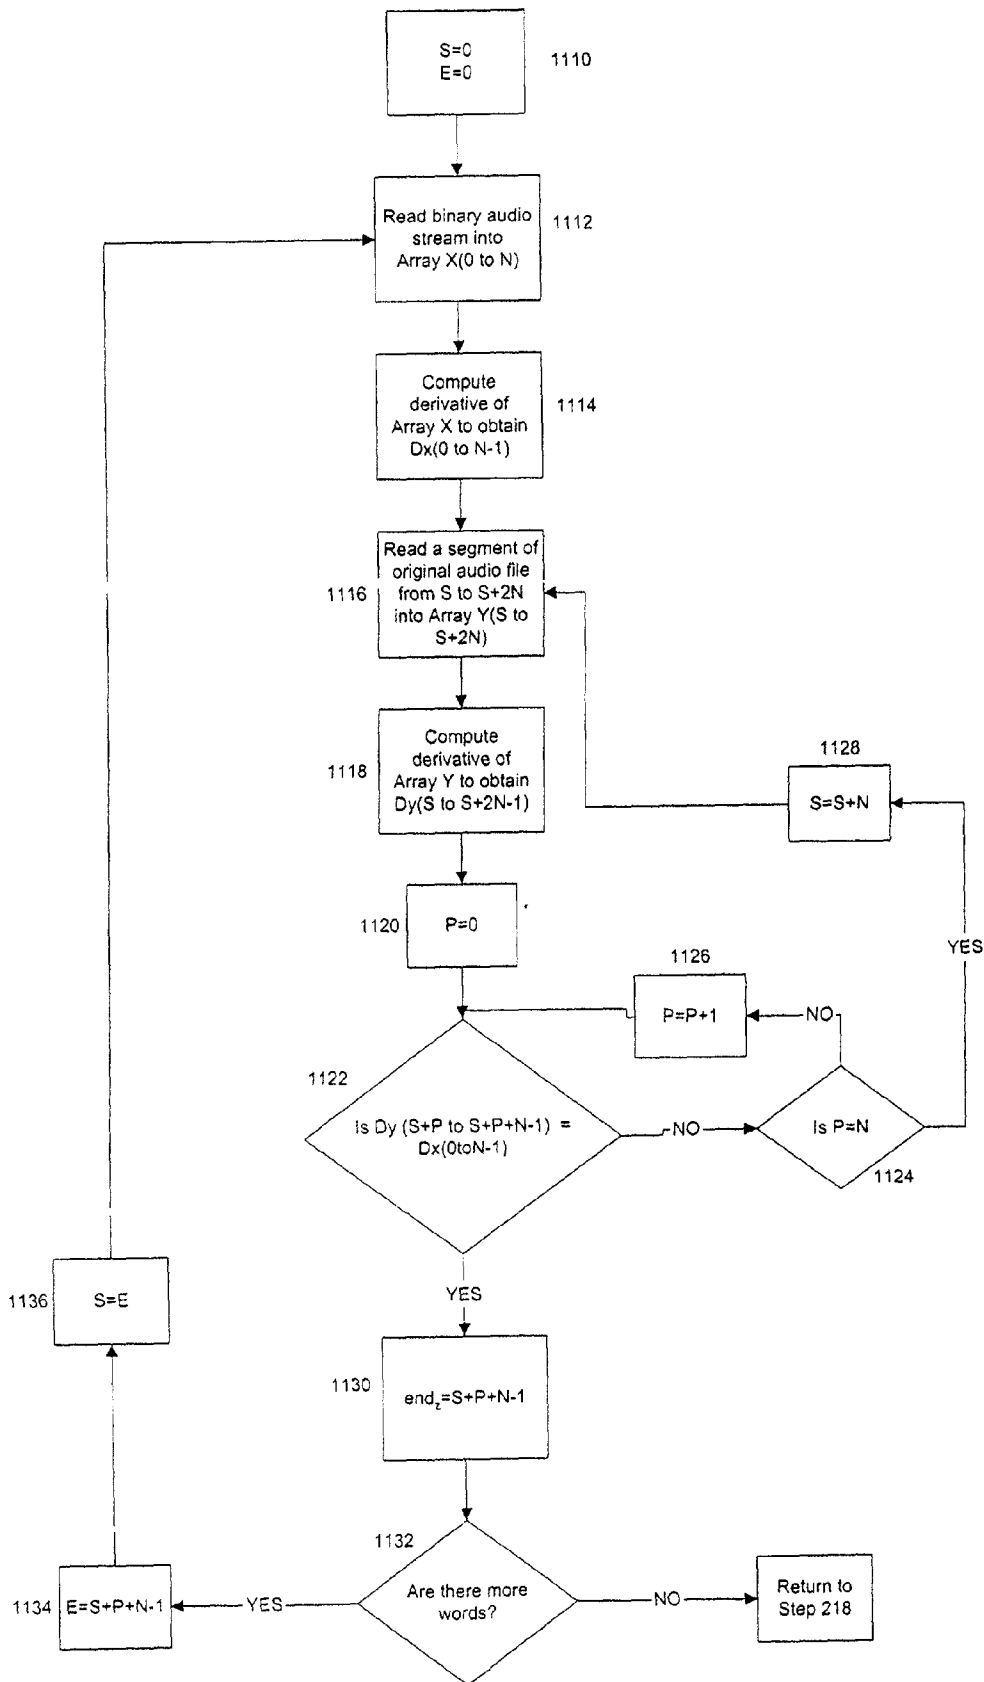 S=0
E=0
1110
Read binary audio
stream into
Array X(0 to N)
1112
Compute
derivative of
Array X to obtain
Dx(0 to N-1)
1114
Read a segment of
original audio file
from S to S+2N
into Array Y(S to
S+2N)
1116
Compute
derivative of
Array Y to obtain
Dy(S to S+2N-1)
1118
1128
S=S+N
1120
P=0
YES
1126
P=P+1
NO
1122
Is Dy (S+P to S+P+N-1) =
Dx(0toN-1)
NO
Is P=N
1124
YES
1136
S=E
1130
endz=S+P+N-1
1132
Are there more
words?
1134
E=S+P+N-1
YES
NO
Return to
Step 218